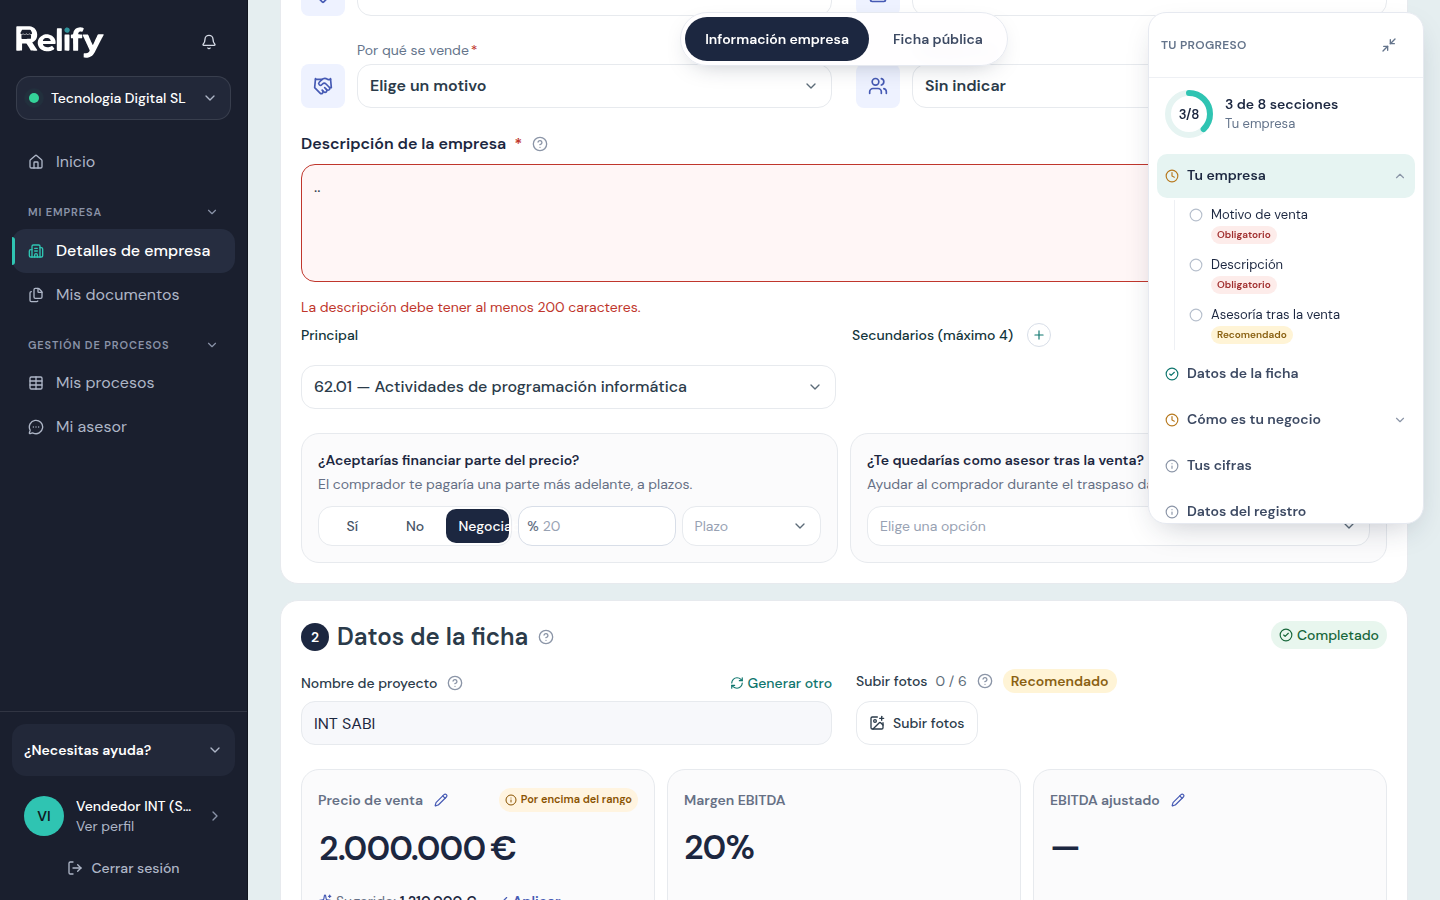 Relify
Tecnologia Digital SL
Inicio
MI EMPRESA
Detalles de empresa
Mis documentos
GESTIÓN DE PROCESOS
Mis procesos
Mi asesor
¿Necesitas ayuda?
VI
Vendedor INT (S...
Ver perfil
Cerrar sesión
Información empresa
Ficha pública
Por qué se vende*
Elige un motivo
Sin indicar
Descripción de la empresa *
..
La descripción debe tener al menos 200 caracteres.
Principal
Secundarios (máximo 4)
62.01 — Actividades de programación informática
¿Aceptarías financiar parte del precio?
El comprador te pagaría una parte más adelante, a plazos.
Sí
No
Negocia
% 20
Plazo
¿Te quedarías como asesor tras la venta?
Ayudar al comprador durante el traspaso
Elige una opción
2 Datos de la ficha
Completado
Nombre de proyecto
Generar otro
INT SABI
Subir fotos 0 / 6
Recomendado
Subir fotos
Precio de venta
Por encima del rango
2.000.000 €
Margen EBITDA
20%
EBITDA ajustado
—
TU PROGRESO
3/8
3 de 8 secciones
Tu empresa
Tu empresa
Motivo de venta
Obligatorio
Descripción
Obligatorio
Asesoría tras la venta
Recomendado
Datos de la ficha
Cómo es tu negocio
Tus cifras
Datos del registro